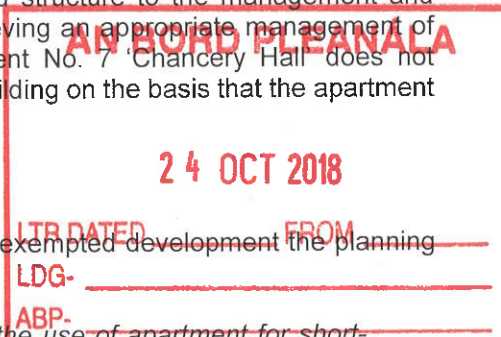 structure to the management and
eving an appropriate management of
AN BORD PLEANÁLA
ent No. 7 'Chancery Hall' does not
ilding on the basis that the apartment
24 OCT 2018
LTR DATED FROM
exempted development the planning
LDG-
ABP-
the use of apartment for short-